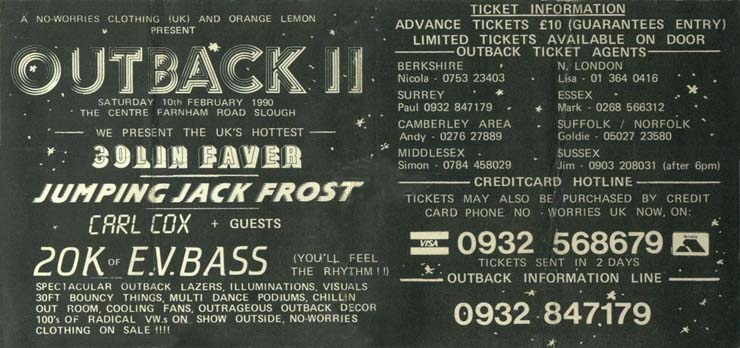 A NO-WORRIES CLOTHING (UK) AND ORANGE LEMON
PRESENT
OUTBACK II
SATURDAY 10th FEBRUARY 1990
THE CENTRE FARNHAM ROAD SLOUGH
WE PRESENT THE UK'S HOTTEST
COLIN FAVER
JUMPING JACK FROST
CARL COX + GUESTS
20K OF E.V.BASS (YOU'LL FEEL
THE RHYTHM!!)
SPECTACULAR OUTBACK LAZERS, ILLUMINATIONS, VISUALS
30FT BOUNCY THINGS, MULTI DANCE PODIUMS, CHILLIN
OUT ROOM, COOLING FANS, OUTRAGEOUS OUTBACK DECOR
100's OF RADICAL VW.s ON SHOW OUTSIDE, NO-WORRIES
CLOTHING ON SALE !!!!
TICKET INFORMATION
ADVANCE TICKETS £10 (GUARANTEES ENTRY)
LIMITED TICKETS AVAILABLE ON DOOR
OUTBACK TICKET AGENTS
BERKSHIRE
Nicola - 0753 23403
SURREY
Paul 0932 847179
CAMBERLEY AREA
Andy - 0276 27889
MIDDLESEX
Simon - 0784 458029
N. LONDON
Lisa - 01 364 0416
ESSEX
Mark - 0268 566312
SUFFOLK / NORFOLK
Goldie - 05027 23580
SUSSEX
Jim - 0903 208031 (after 6pm)
CREDITCARD HOTLINE
TICKETS MAY ALSO BE PURCHASED BY CREDIT
CARD PHONE NO - WORRIES UK NOW, ON:
VISA 0932 568679
TICKETS SENT IN 2 DAYS
OUTBACK INFORMATION LINE
0932 847179